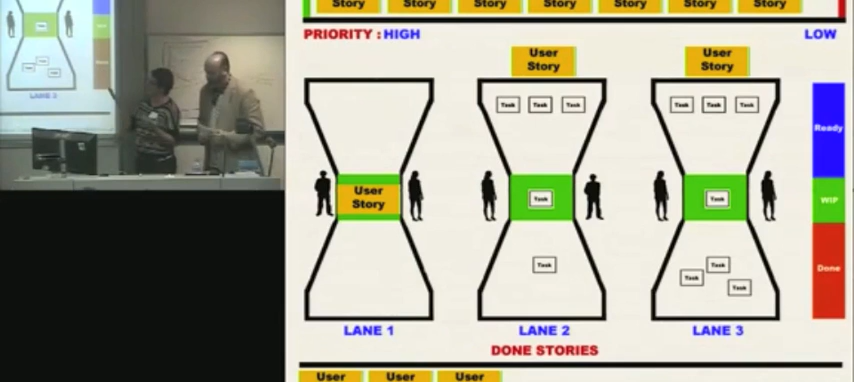 Story Story Story Story Story Story Story
PRIORITY : HIGH LOW
User
Story
User
Story
Task Task Task
Task Task Task
Ready
User
Story
Task
Task
WIP
Task
Task
Task
Task
Done
LANE 1
LANE 2
LANE 3
DONE STORIES
User User User
LANE 3